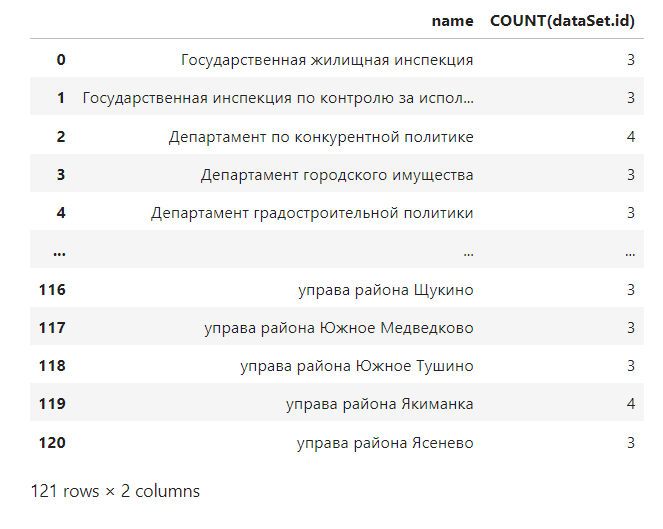 name COUNT(dataSet.id)
0 Государственная жилищная инспекция 3
1 Государственная инспекция по контролю за испол... 3
2 Департамент по конкурентной политике 4
3 Департамент городского имущества 3
4 Департамент градостроительной политики 3
... ... ...
116 управа района Щукино 3
117 управа района Южное Медведково 3
118 управа района Южное Тушино 3
119 управа района Якиманка 4
120 управа района Ясенево 3
121 rows × 2 columns